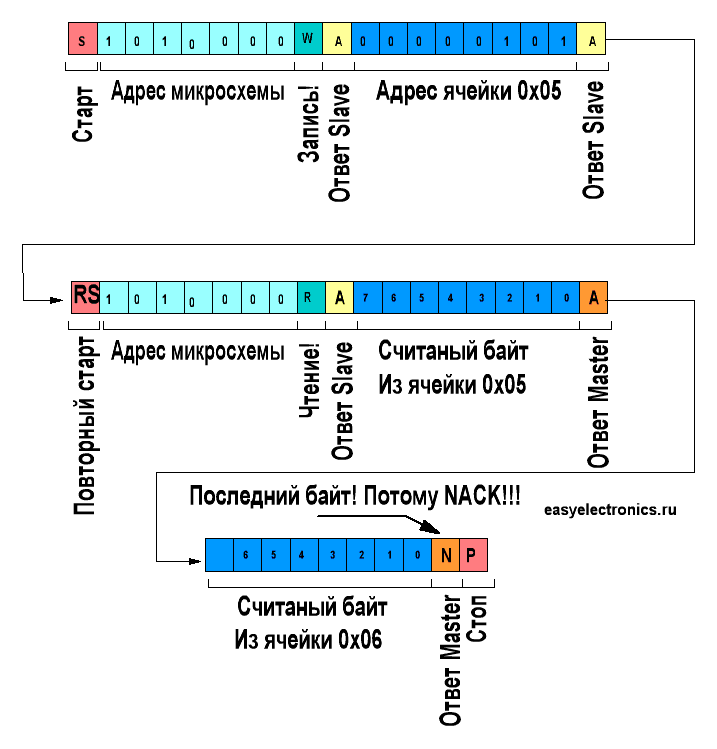 S 1 0 1 0 0 0 0 W A 0 0 0 0 0 1 0 1 A
Старт
Адрес микросхемы
Запись!
Ответ Slave
Адрес ячейки 0x05
Ответ Slave
RS 1 0 1 0 0 0 0 R A 7 6 5 4 3 2 1 0 A
Повторный старт
Адрес микросхемы
Чтение!
Ответ Slave
Считаный байт
Из ячейки 0x05
Ответ Master
Последний байт! Потому NACK!!!
easyelectronics.ru
6 5 4 3 2 1 0 N P
Считаный байт
Из ячейки 0x06
Ответ Master
Стоп